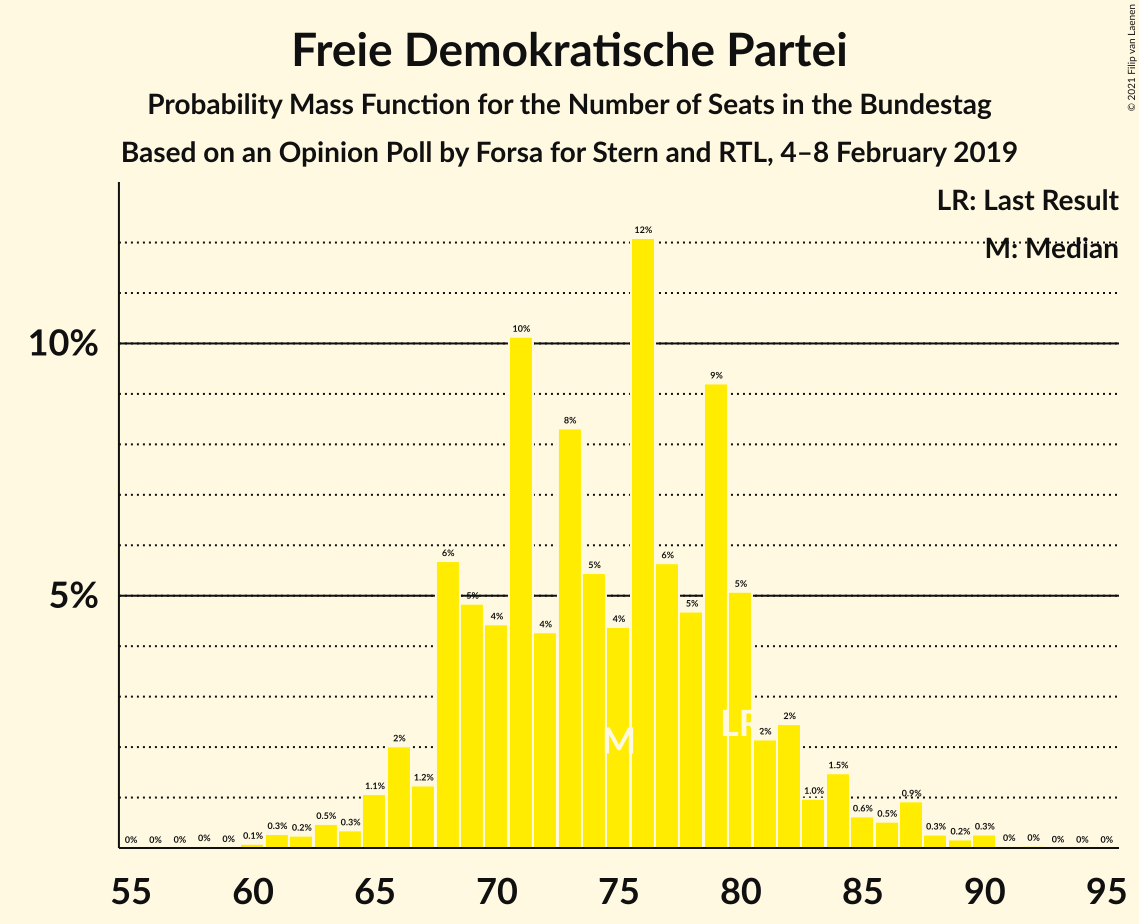 Freie Demokratische Partei
Probability Mass Function for the Number of Seats in the Bundestag
Based on an Opinion Poll by Forsa for Stern and RTL, 4–8 February 2019
© 2021 Filip van Laenen
LR: Last Result
M: Median
10%
5%
0% 0% 0% 0% 0% 0.1% 0.3% 0.2% 0.5% 0.3% 1.1% 2% 1.2% 6% 5% 4% 10% 4% 8% 5% 4% 12% 6% 5% 9% 5% 2% 2% 1.0% 1.5% 0.6% 0.5% 0.9% 0.3% 0.2% 0.3% 0% 0% 0% 0% 0%
M LR
55 60 65 70 75 80 85 90 95